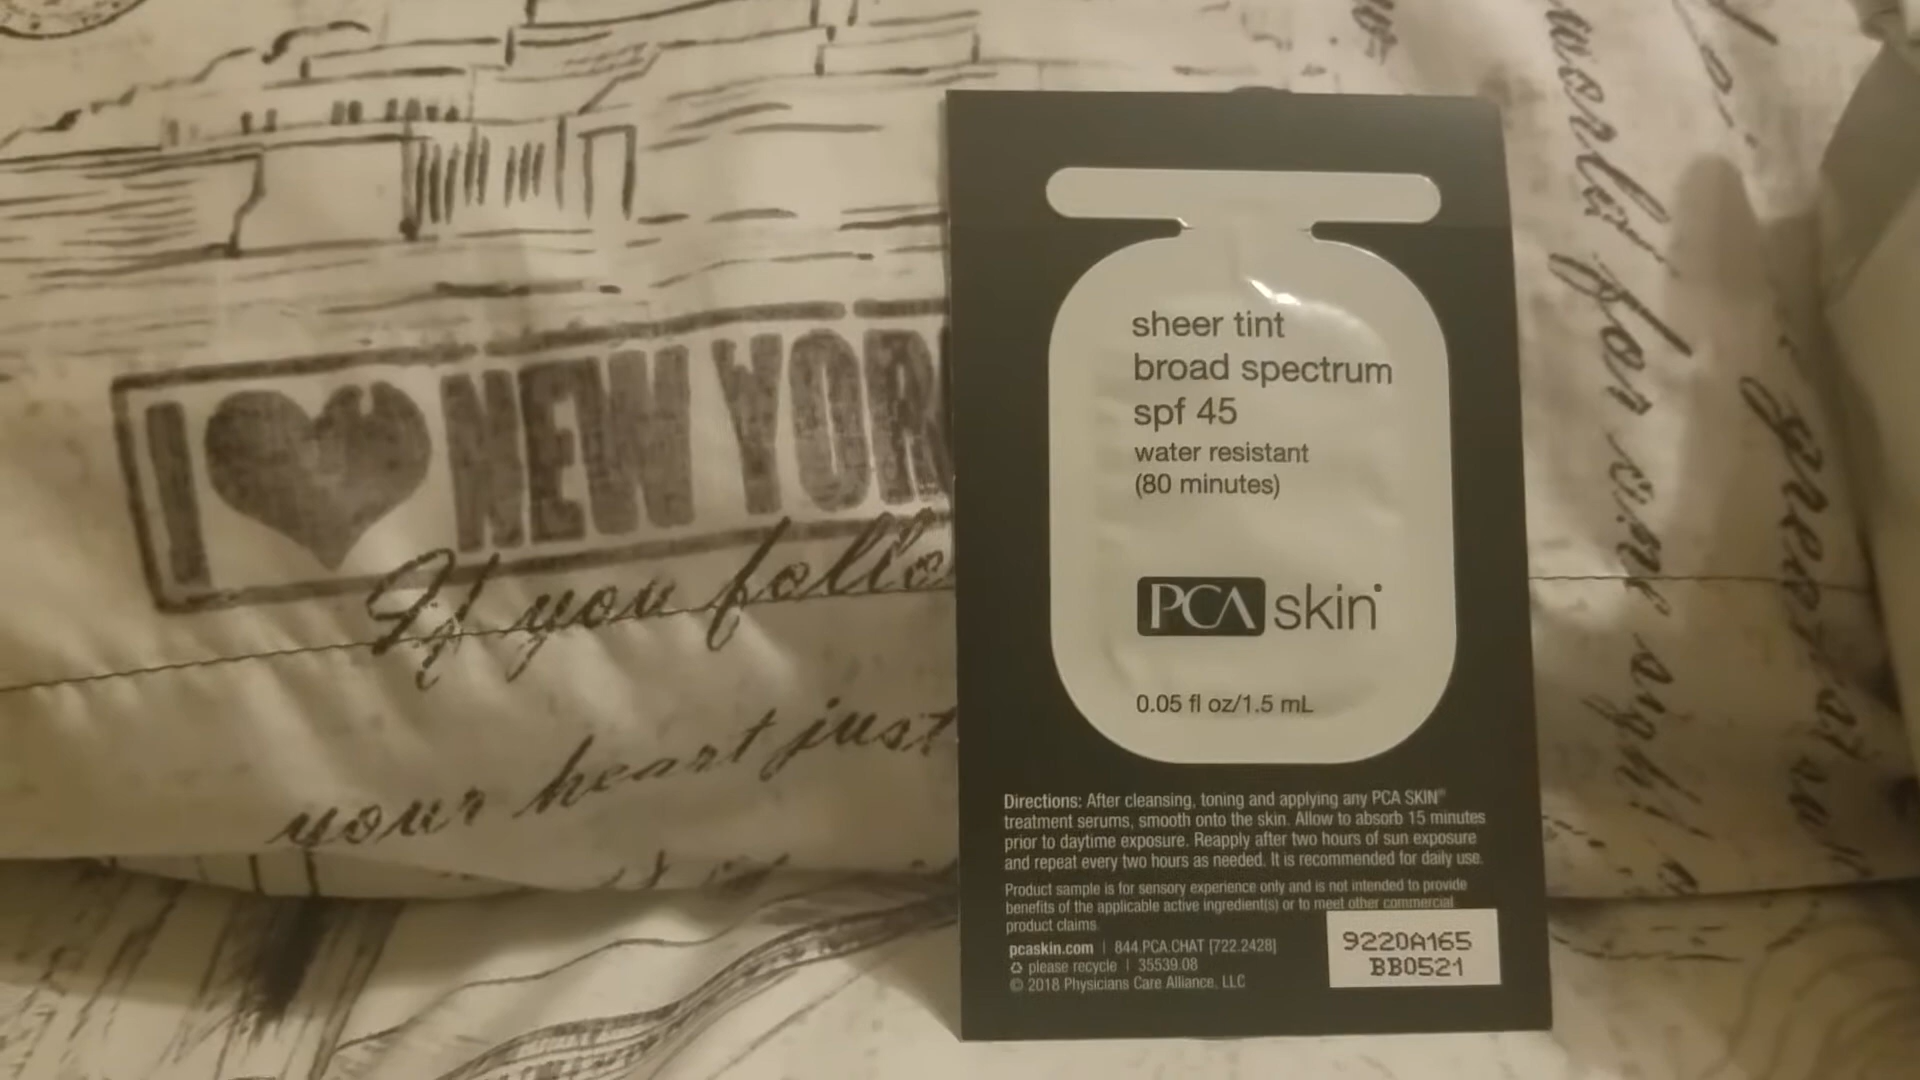 I ♥ NEW YOR
If you follo
your heart just
world for one night
sheer tint
broad spectrum
spf 45
water resistant
(80 minutes)
PCA skin
0.05 fl oz/1.5 mL
Directions: After cleansing, toning and applying any PCA SKIN®
treatment serums, smooth onto the skin. Allow to absorb 15 minutes
prior to daytime exposure. Reapply after two hours of sun exposure
and repeat every two hours as needed. It is recommended for daily use.
Product sample is for sensory experience only and is not intended to provide
benefits of the applicable active ingredient(s) or to meet other commercial
product claims.
pcaskin.com | 844.PCA.CHAT [722.2428]
please recycle | 35539.08
© 2018 Physicians Care Alliance, LLC
9220A165
BB0521